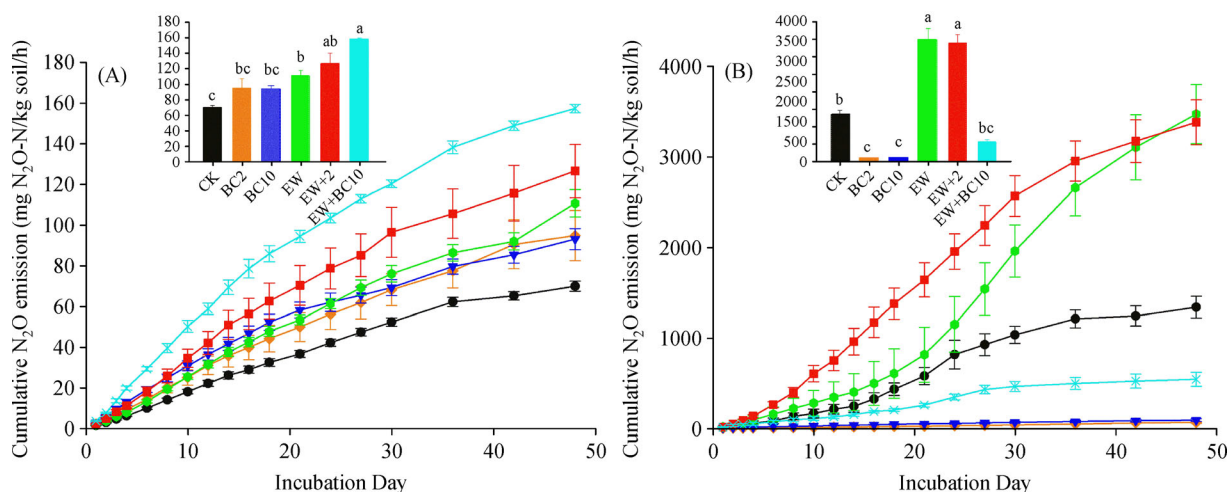 (A)
Cumulative N₂O emission (mg N₂O-N/kg soil/h)
180
160
140
120
100
80
60
40
20
0
0
10
20
30
40
50
Incubation Day
180
160
140
120
100
80
60
40
20
0
c
bc
bc
b
ab
a
CK
BC2
BC10
EW
EW+2
EW+BC10
(B)
Cumulative N₂O emission (mg N₂O-N/kg soil/h)
4000
3000
2000
1000
0
0
10
20
30
40
50
Incubation Day
4000
3500
3000
2500
2000
1500
1000
500
0
b
c
c
a
a
bc
CK
BC2
BC10
EW
EW+2
EW+BC10